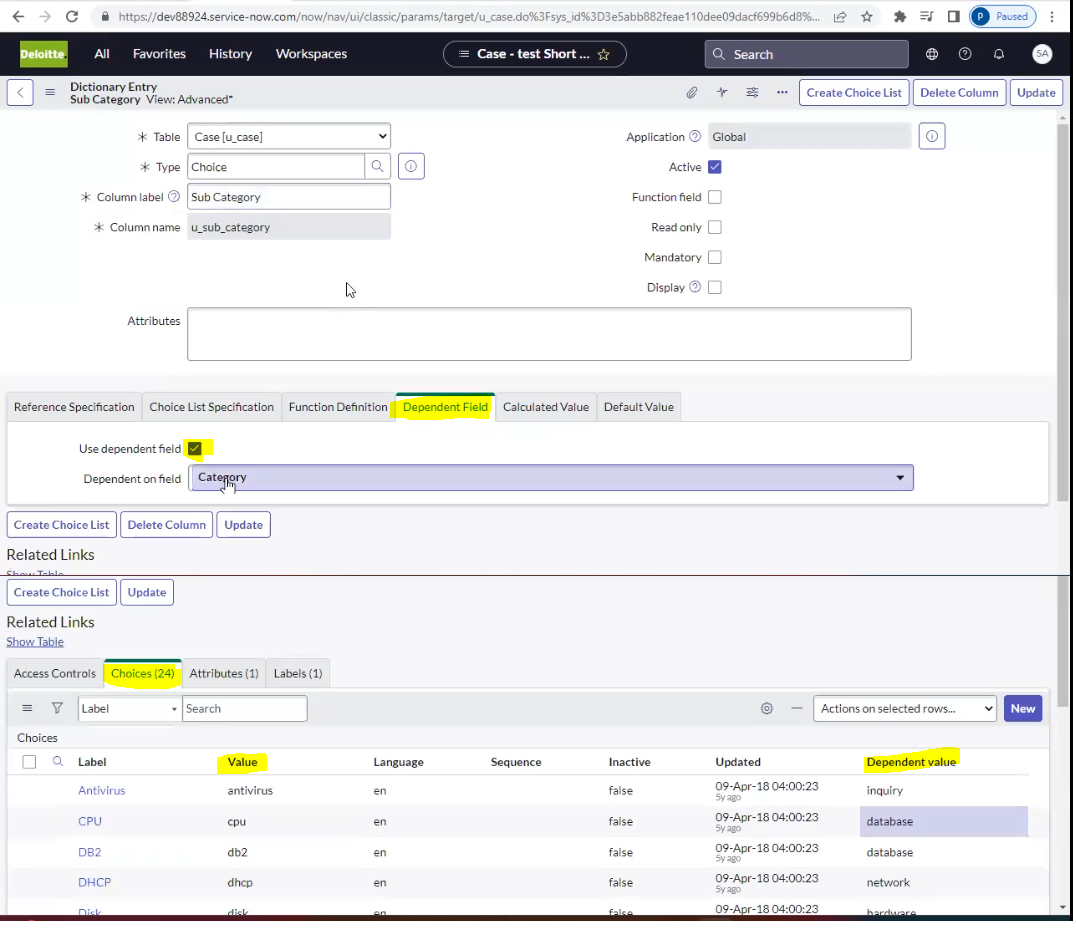 https://dev88924.service-now.com/now/nav/ui/classic/params/target/u_case.do%3Fsys_id%3D3e5abb882feae110dee09dacf699b6d8%...
P Paused
Deloitte. All Favorites History Workspaces Case - test Short ... Search SA
Dictionary Entry
Sub Category View: Advanced*
Create Choice List Delete Column Update
Table Case [u_case] Application Global
Type Choice Active
Column label Sub Category Function field
Column name u_sub_category Read only
Mandatory
Display
Attributes
Reference Specification Choice List Specification Function Definition Dependent Field Calculated Value Default Value
Use dependent field
Dependent on field Category
Create Choice List Delete Column Update
Related Links
Show Table
Create Choice List Update
Related Links
Show Table
Access Controls Choices (24) Attributes (1) Labels (1)
Label Search Actions on selected rows... New
Choices
Label Value Language Sequence Inactive Updated Dependent value
Antivirus antivirus en false 09-Apr-18 04:00:23 inquiry
5y ago
CPU cpu en false 09-Apr-18 04:00:23 database
5y ago
DB2 db2 en false 09-Apr-18 04:00:23 database
5y ago
DHCP dhcp en false 09-Apr-18 04:00:23 network
5y ago
Disk disk en false 09-Apr-18 04:00:23 hardware